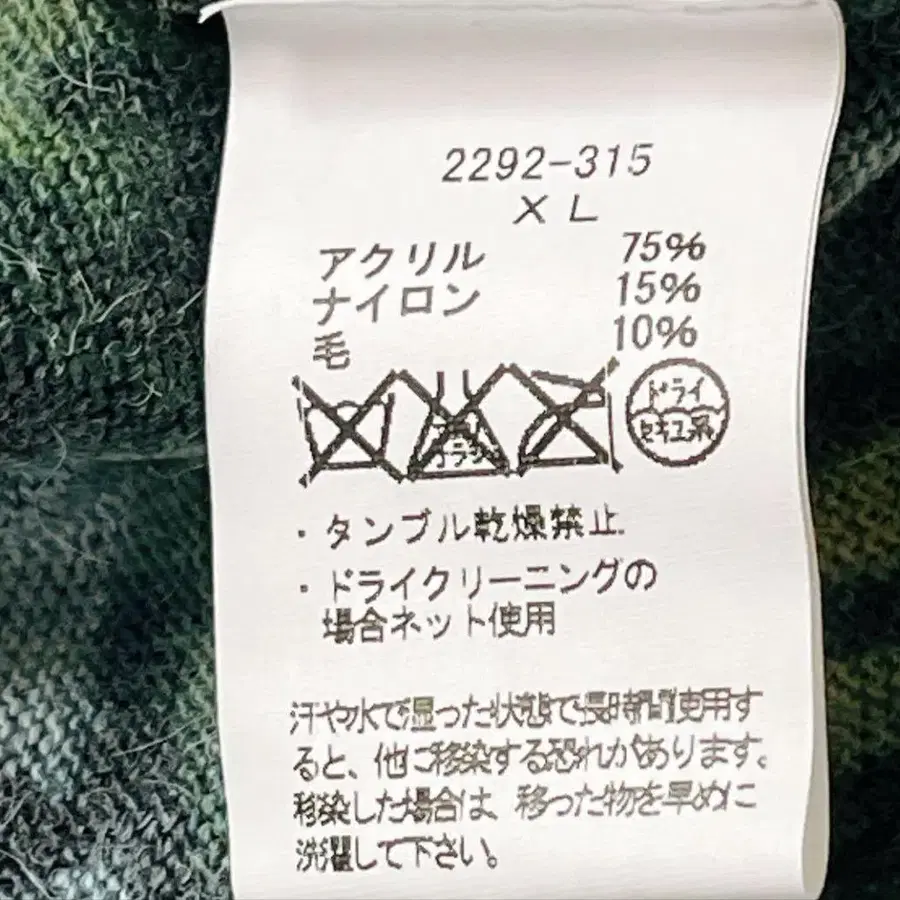 2292-315
XL
アクリル 75%
ナイロン 15%
毛 10%
ドライ
セキユ系
・タンブル乾燥禁止
・ドライクリーニングの
場合ネット使用
汗や水で湿った状態で長時間使用す
ると、他に移染する恐れがあります。
移染した場合は、移った物を早めに
洗濯して下さい。